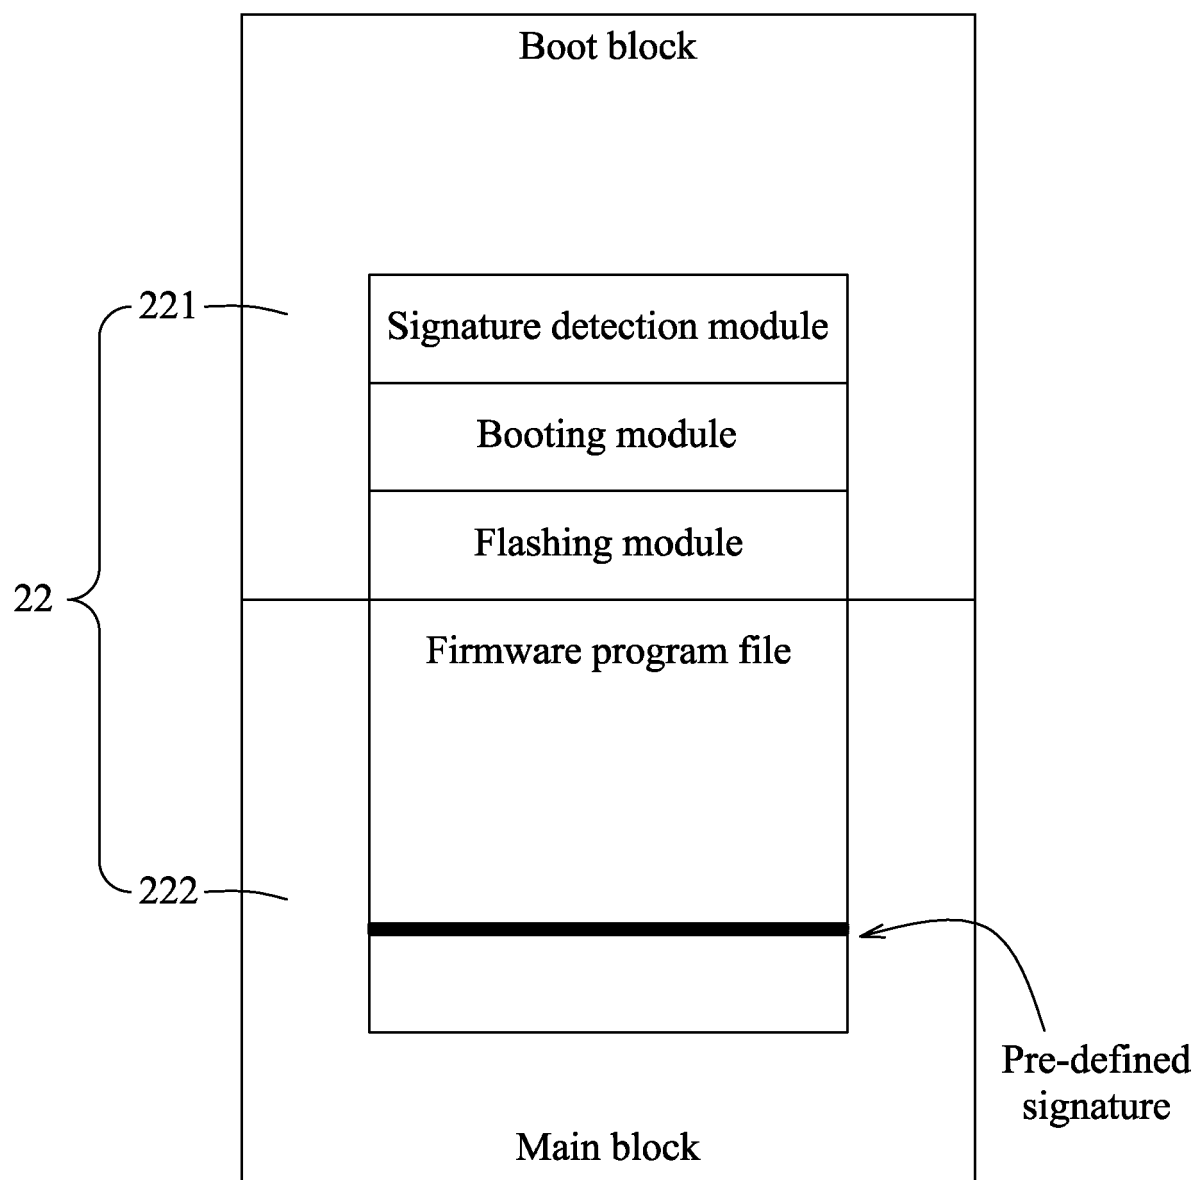 Boot block
221
Signature detection module
Booting module
Flashing module
22
Firmware program file
222
Pre-defined
signature
Main block